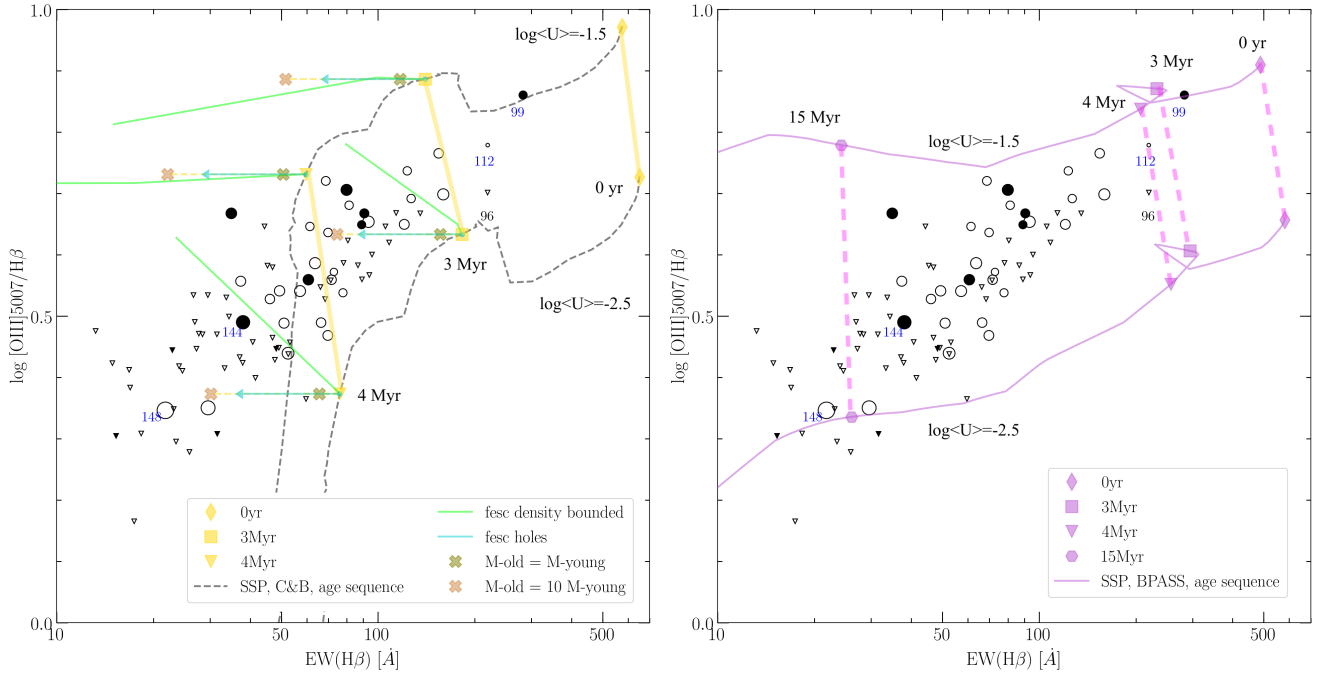 1.0
log<U>=-1.5
99
112
0 yr
96
3 Myr
log<U>=-2.5
0.5
144
4 Myr
148
0yr
3Myr
4Myr
SSP, C&B, age sequence
fesc density bounded
fesc holes
M-old = M-young
M-old = 10 M-young
0.0
10
50
100
500
EW(Hβ) [Å]
log [OIII]5007/Hβ
1.0
0 yr
3 Myr
4 Myr
99
15 Myr
log<U>=-1.5
112
96
0.5
144
148
log<U>=-2.5
0yr
3Myr
4Myr
15Myr
SSP, BPASS, age sequence
0.0
10
50
100
500
EW(Hβ) [Å]
log [OIII]5007/Hβ